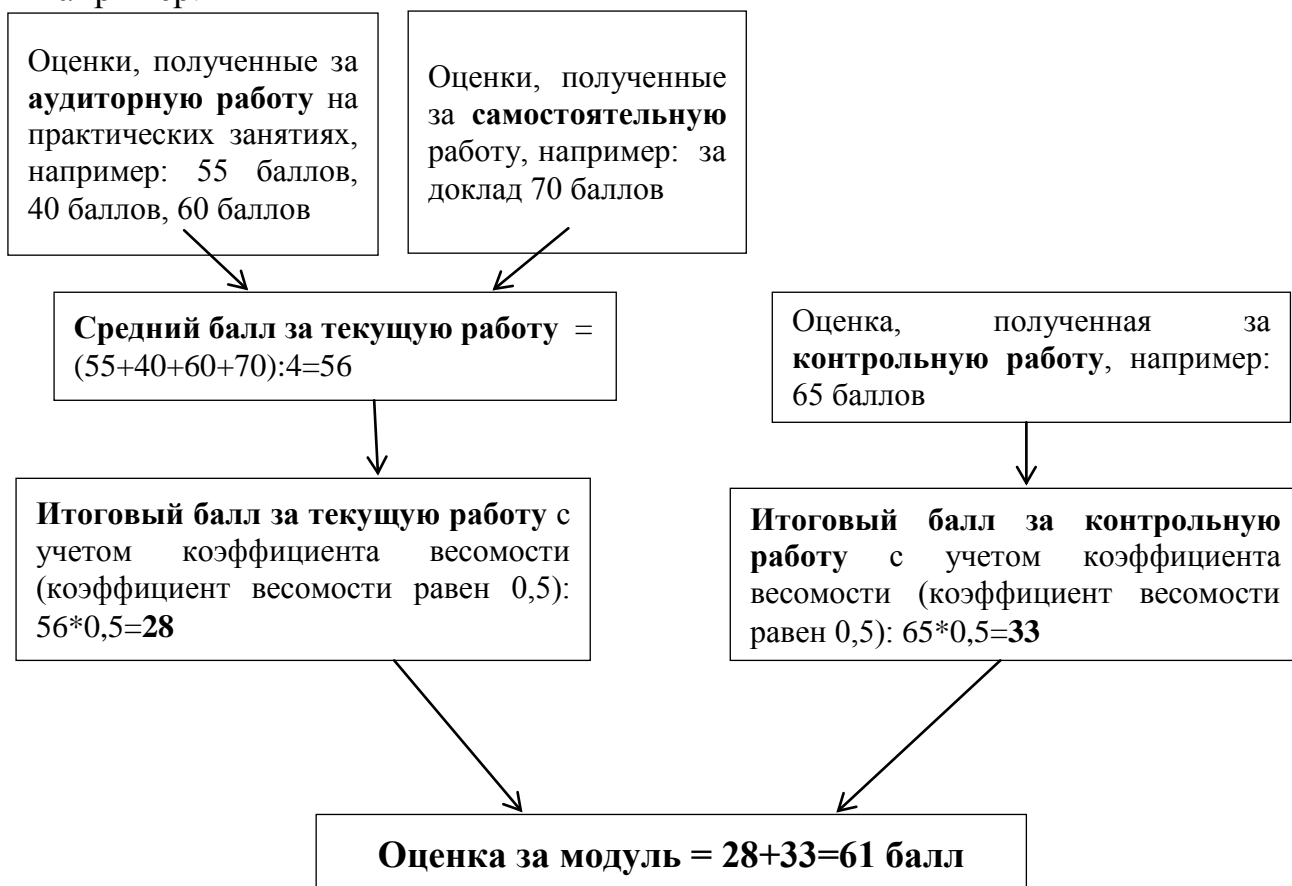 Оценки, полученные за
аудиторную работу на
практических занятиях,
например: 55 баллов,
40 баллов, 60 баллов
Оценки, полученные
за самостоятельную
работу, например: за
доклад 70 баллов
Средний балл за текущую работу =
(55+40+60+70):4=56
Оценка, полученная за
контрольную работу, например:
65 баллов
Итоговый балл за текущую работу с
учетом коэффициента весомости
(коэффициент весомости равен 0,5):
56*0,5=28
Итоговый балл за контрольную
работу с учетом коэффициента
весомости (коэффициент весомости
равен 0,5): 65*0,5=33
Оценка за модуль = 28+33=61 балл